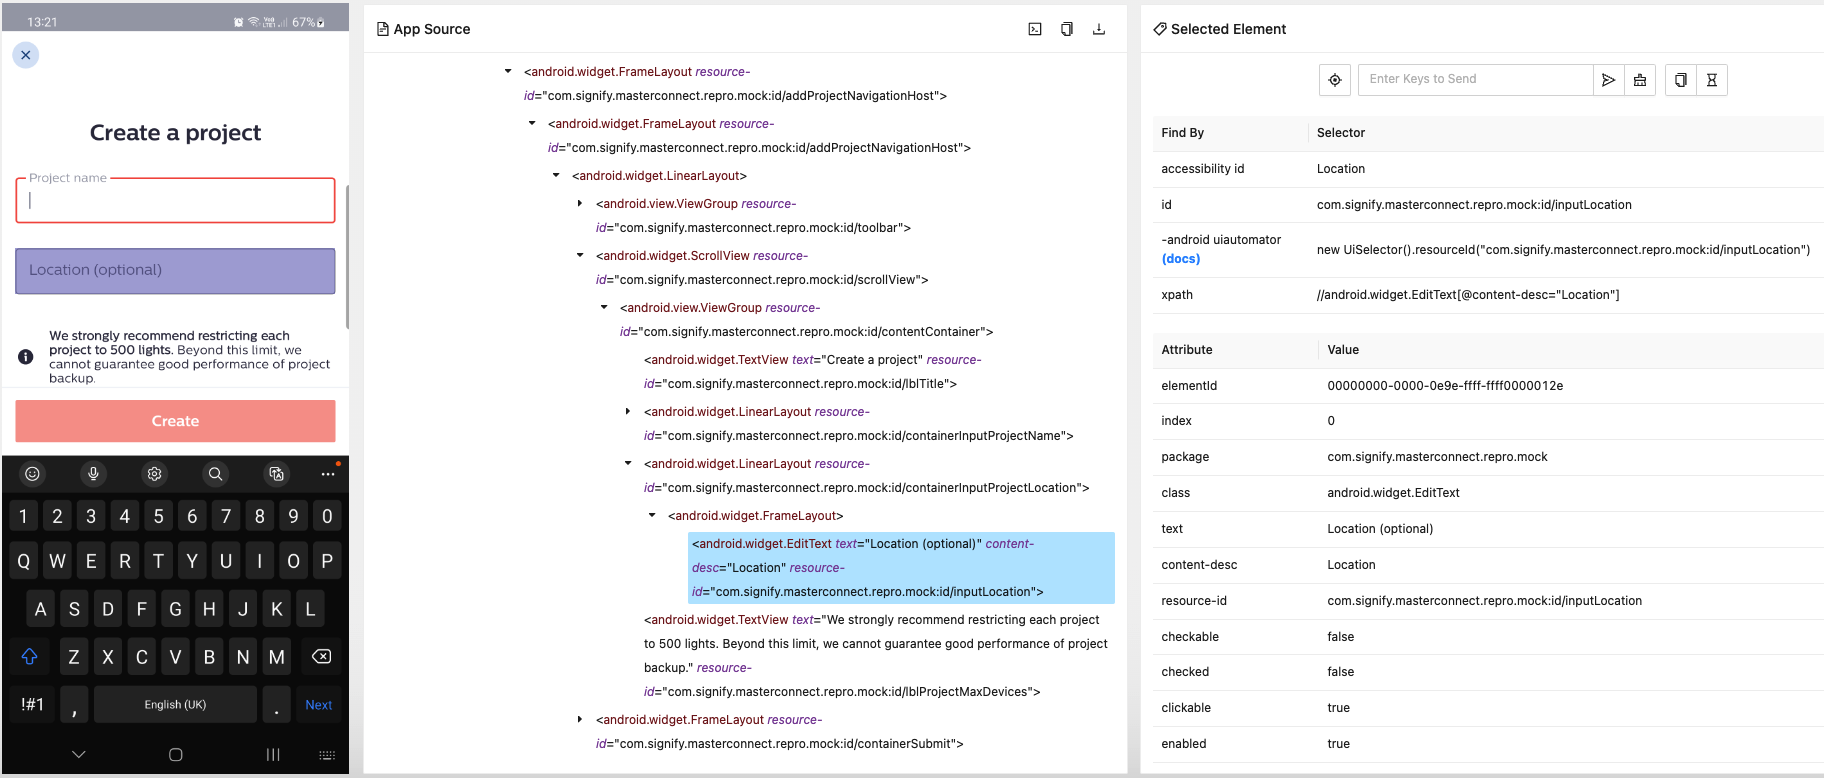 13:21
67%
Create a project
Project name
Location (optional)
We strongly recommend restricting each
project to 500 lights. Beyond this limit, we
cannot guarantee good performance of project
backup.
Create
1 2 3 4 5 6 7 8 9 0
Q W E R T Y U I O P
A S D F G H J K L
Z X C V B N M
!#1 , English (UK) . Next
App Source
<android.widget.FrameLayout resource-
id="com.signify.masterconnect.repro.mock:id/addProjectNavigationHost">
<android.widget.FrameLayout resource-
id="com.signify.masterconnect.repro.mock:id/addProjectNavigationHost">
<android.widget.LinearLayout>
<android.view.ViewGroup resource-
id="com.signify.masterconnect.repro.mock:id/toolbar">
<android.widget.ScrollView resource-
id="com.signify.masterconnect.repro.mock:id/scrollView">
<android.view.ViewGroup resource-
id="com.signify.masterconnect.repro.mock:id/contentContainer">
<android.widget.TextView text="Create a project" resource-
id="com.signify.masterconnect.repro.mock:id/lblTitle">
<android.widget.LinearLayout resource-
id="com.signify.masterconnect.repro.mock:id/containerInputProjectName">
<android.widget.LinearLayout resource-
id="com.signify.masterconnect.repro.mock:id/containerInputProjectLocation">
<android.widget.FrameLayout>
<android.widget.EditText text="Location (optional)" content-
desc="Location" resource-
id="com.signify.masterconnect.repro.mock:id/inputLocation">
<android.widget.TextView text="We strongly recommend restricting each project
to 500 lights. Beyond this limit, we cannot guarantee good performance of project
backup." resource-
id="com.signify.masterconnect.repro.mock:id/lblProjectMaxDevices">
<android.widget.FrameLayout resource-
id="com.signify.masterconnect.repro.mock:id/containerSubmit">
Selected Element
Enter Keys to Send
Find By Selector
accessibility id Location
id com.signify.masterconnect.repro.mock:id/inputLocation
-android uiautomator
(docs) new UiSelector().resourceId("com.signify.masterconnect.repro.mock:id/inputLocation")
xpath //android.widget.EditText[@content-desc="Location"]
Attribute Value
elementId 00000000-0000-0e9e-ffff-ffff0000012e
index 0
package com.signify.masterconnect.repro.mock
class android.widget.EditText
text Location (optional)
content-desc Location
resource-id com.signify.masterconnect.repro.mock:id/inputLocation
checkable false
checked false
clickable true
enabled true